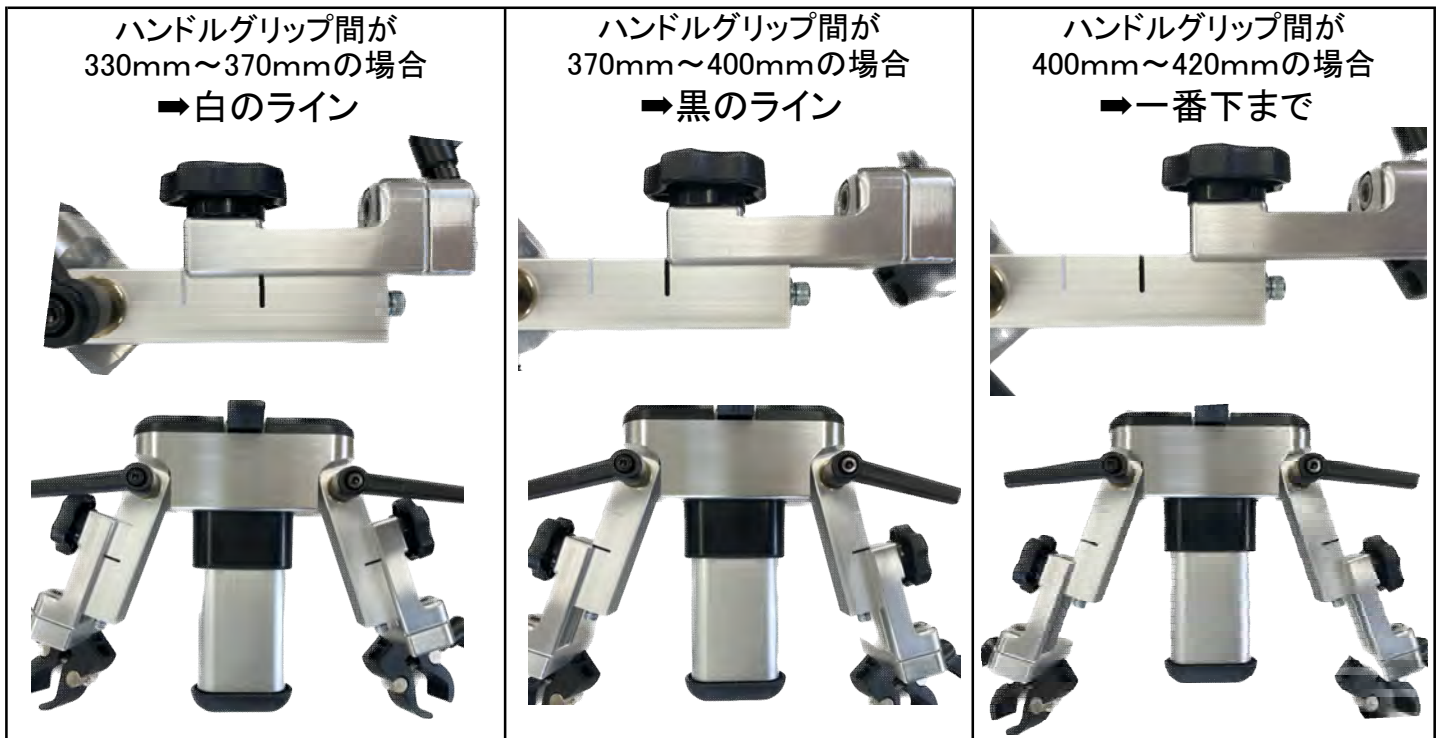 ハンドルグリップ間が
330mm～370mmの場合
➡白のライン
ハンドルグリップ間が
370mm～400mmの場合
➡黒のライン
ハンドルグリップ間が
400mm～420mmの場合
➡一番下まで